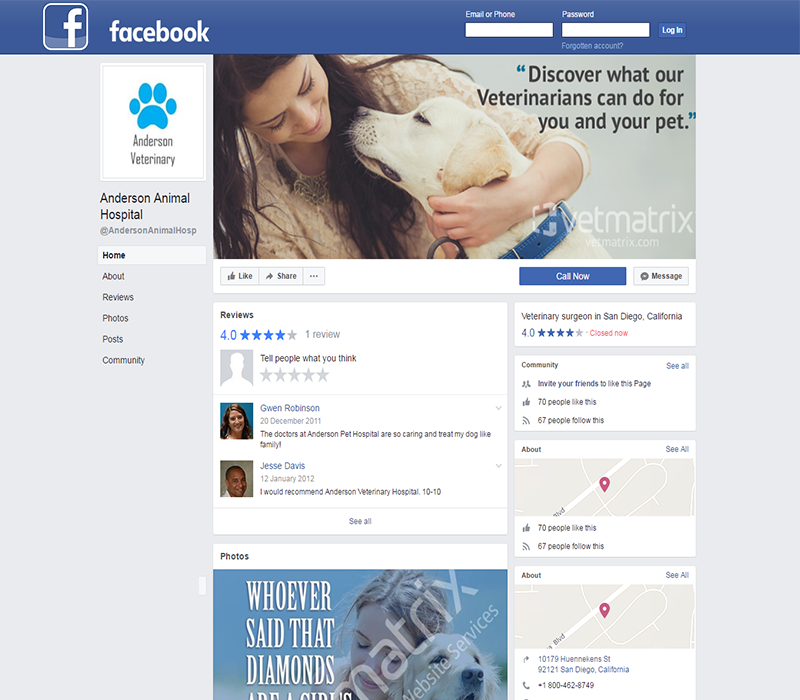 facebook
Email or Phone
Password
Log In
Forgotten account?
Anderson
Veterinary
Anderson Animal
Hospital
@AndersonAnimalHosp
Home
About
Reviews
Photos
Posts
Community
“Discover what our
Veterinarians can do for
you and your pet.”
vetmatrix
vetmatrix.com
Like
Share
···
Call Now
Message
Reviews
4.0
1 review
Tell people what you think
Gwen Robinson
20 December 2011
The doctors at Anderson Pet Hospital are so caring and treat my dog like
family!
Jesse Davis
12 January 2012
I would recommend Anderson Veterinary Hospital. 10-10
See all
Photos
WHOEVER
SAID THAT
DIAMONDS
ARE A GIRL'S
matrix
Website Services
Veterinary surgeon in San Diego, California
4.0 · Closed now
Community
See all
Invite your friends to like this Page
70 people like this
67 people follow this
About
See All
Blvd
70 people like this
67 people follow this
About
See All
Blvd
10179 Huennekens St
92121 San Diego, California
+1 800-462-8749